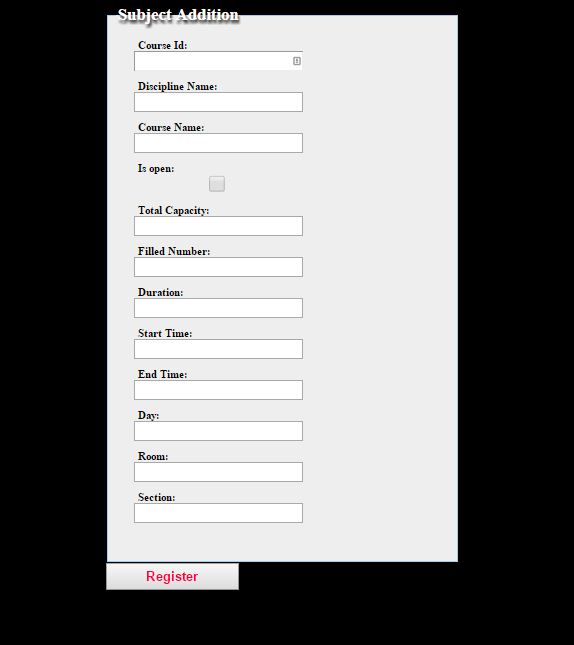 Subject Addition
Course Id:
Discipline Name:
Course Name:
Is open:
Total Capacity:
Filled Number:
Duration:
Start Time:
End Time:
Day:
Room:
Section:
Register